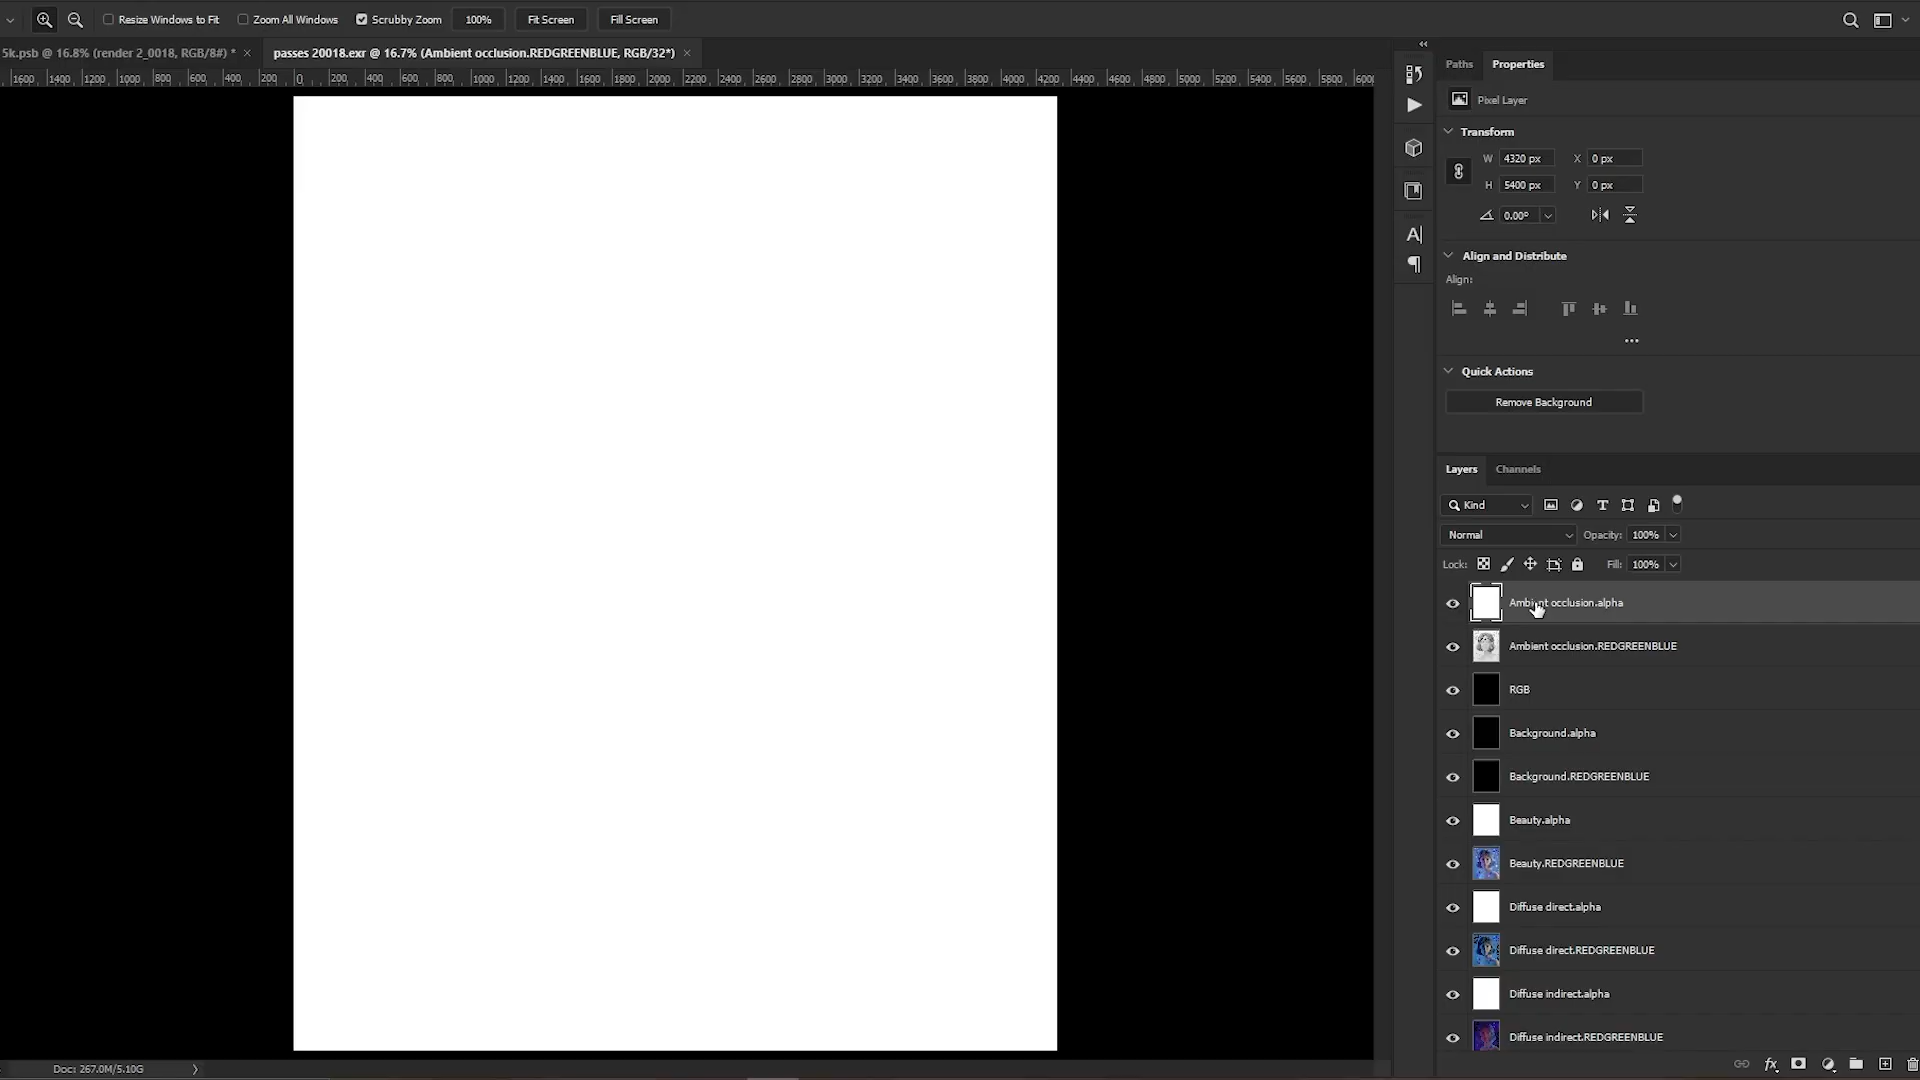 Resize Windows to Fit Zoom All Windows Scrubby Zoom 100% Fit Screen Fill Screen
5k.psb @ 16.8% (render 2_0018, RGB/8#) * × passes 20018.exr @ 16.7% (Ambient occlusion.REDGREENBLUE, RGB/32*) ×
1600 1400 1200 1000 800 600 400 200 0 200 400 600 800 1000 1200 1400 1600 1800 2000 2200 2400 2600 2800 3000 3200 3400 3600 3800 4000 4200 4400 4600 4800 5000 5200 5400 5600 5800 6000
Paths Properties
Pixel Layer
Transform
W 4320 px X 0 px
H 5400 px Y 0 px
0.00°
Align and Distribute
Align:
Quick Actions
Remove Background
Layers Channels
Kind
Normal Opacity: 100%
Lock: Fill: 100%
Ambient occlusion.alpha
Ambient occlusion.REDGREENBLUE
RGB
Background.alpha
Background.REDGREENBLUE
Beauty.alpha
Beauty.REDGREENBLUE
Diffuse direct.alpha
Diffuse direct.REDGREENBLUE
Diffuse indirect.alpha
Diffuse indirect.REDGREENBLUE
Doc: 267.0M/5.10G
fx